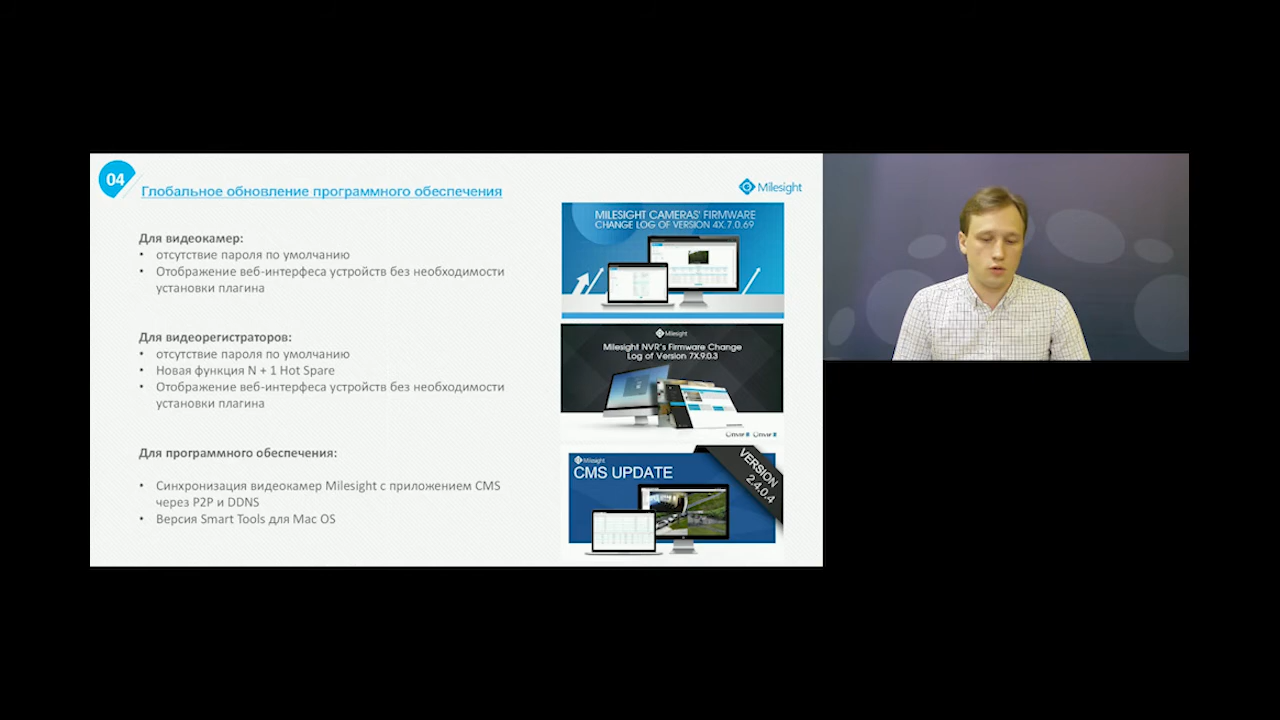 04
Глобальное обновление программного обеспечения
Milesight
Для видеокамер:
• отсутствие пароля по умолчанию
• Отображение веб-интерфейса устройств без необходимости
установки плагина
Для видеорегистраторов:
• отсутствие пароля по умолчанию
• Новая функция N + 1 Hot Spare
• Отображение веб-интерфейса устройств без необходимости
установки плагина
Для программного обеспечения:
• Синхронизация видеокамер Milesight с приложением CMS
через P2P и DDNS
• Версия Smart Tools для Mac OS
MILESIGHT CAMERAS' FIRMWARE
CHANGE LOG OF VERSION 4X.7.0.69
Milesight
Milesight NVR's Firmware Change
Log of Version 7X.9.0.3
Milesight
CMS UPDATE
VERSION
2.4.0.4